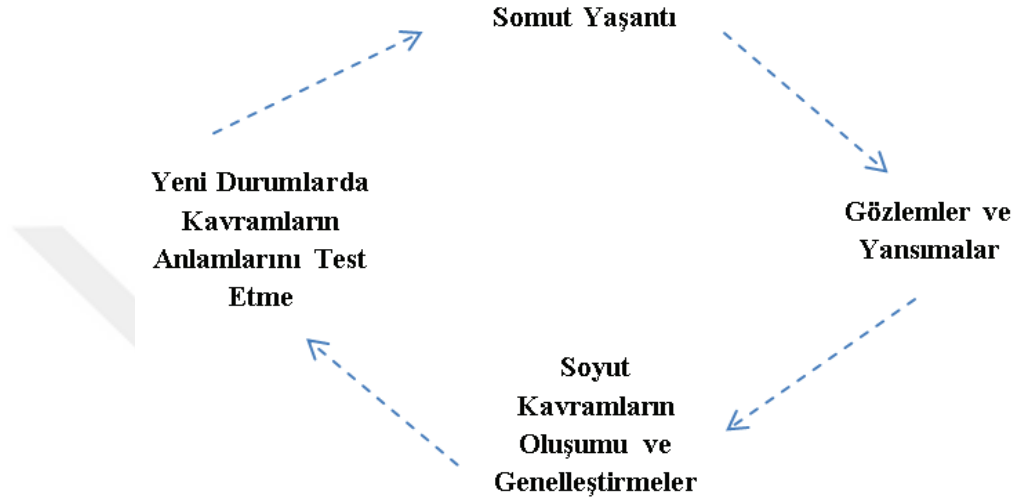 Somut Yaşantı
Gözlemler ve
Yansımalar
Soyut
Kavramların
Oluşumu ve
Genelleştirmeler
Yeni Durumlarda
Kavramların
Anlamlarını Test
Etme